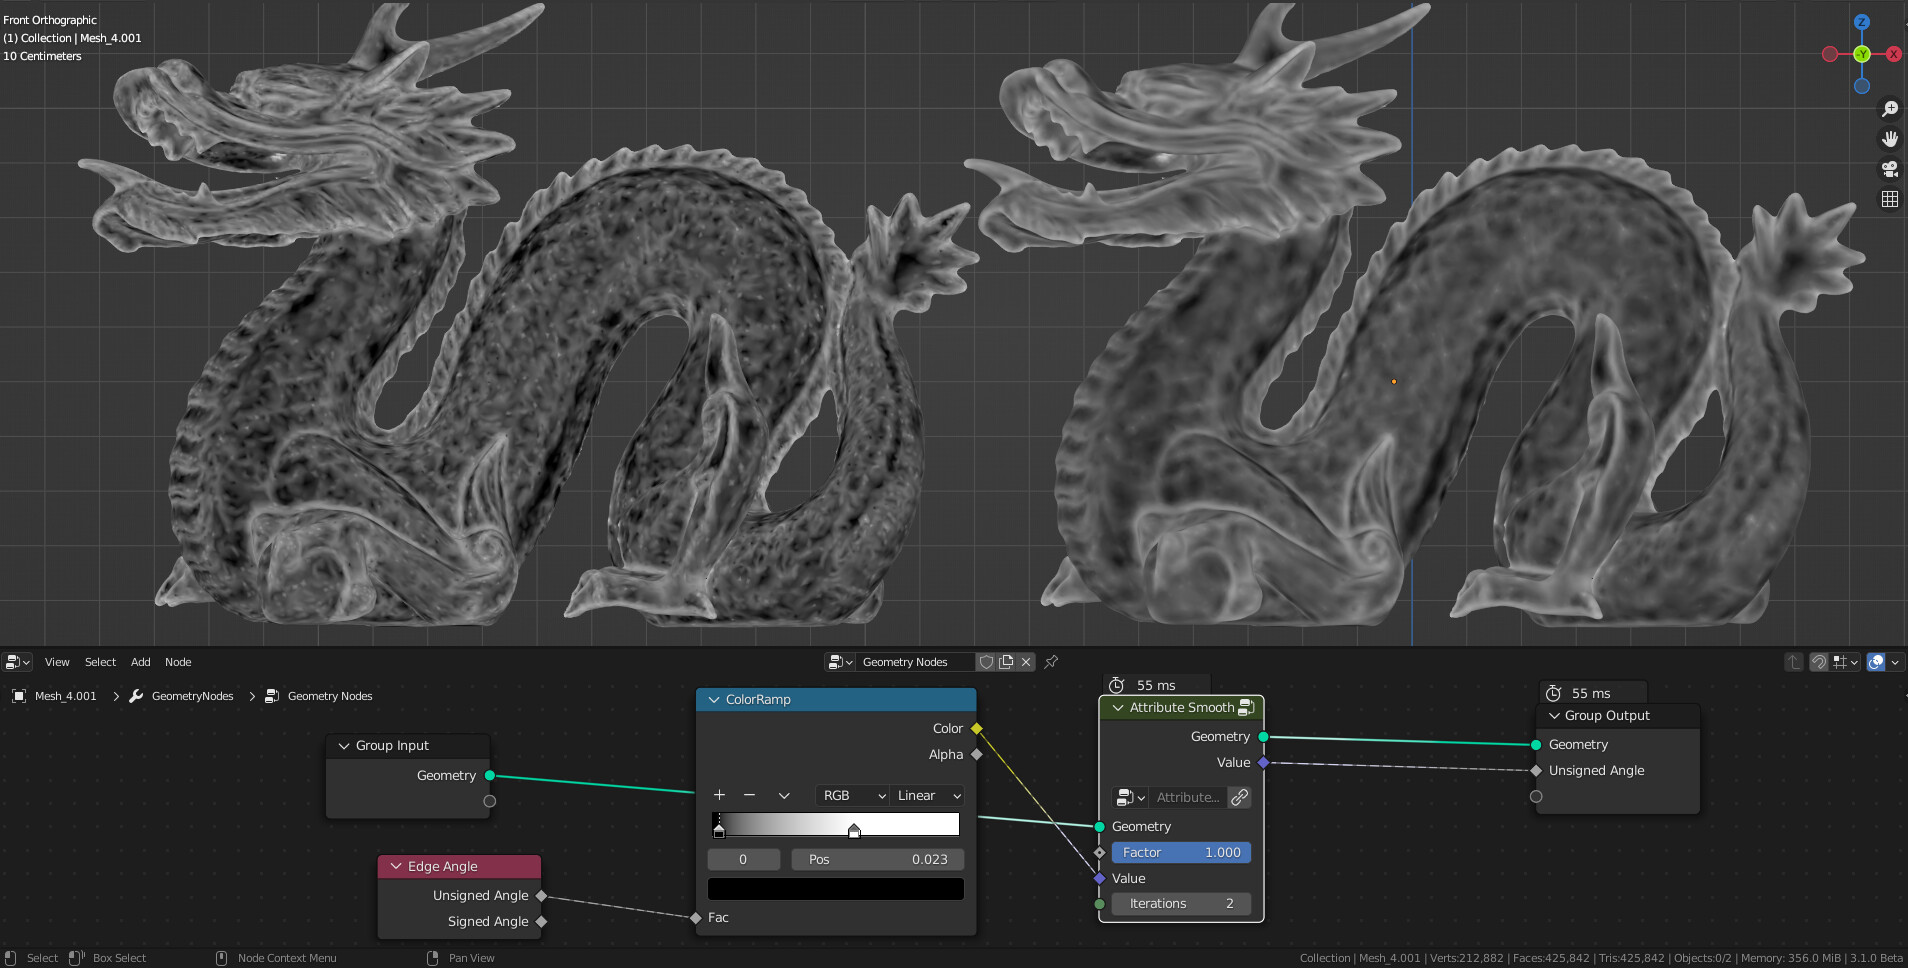 Front Orthographic
(1) Collection | Mesh_4.001
10 Centimeters
Z
Y
X
View Select Add Node
Geometry Nodes
Mesh_4.001 > GeometryNodes > Geometry Nodes
Group Input
Geometry
Edge Angle
Unsigned Angle
Signed Angle
ColorRamp
Color
Alpha
+ − RGB Linear
0 Pos 0.023
Fac
55 ms
Attribute Smooth
Geometry
Value
Attribute...
Geometry
Factor 1.000
Value
Iterations 2
55 ms
Group Output
Geometry
Unsigned Angle
Select Box Select Node Context Menu Pan View
Collection | Mesh_4.001 | Verts:212,882 | Faces:425,842 | Tris:425,842 | Objects:0/2 | Memory: 356.0 MiB | 3.1.0 Beta